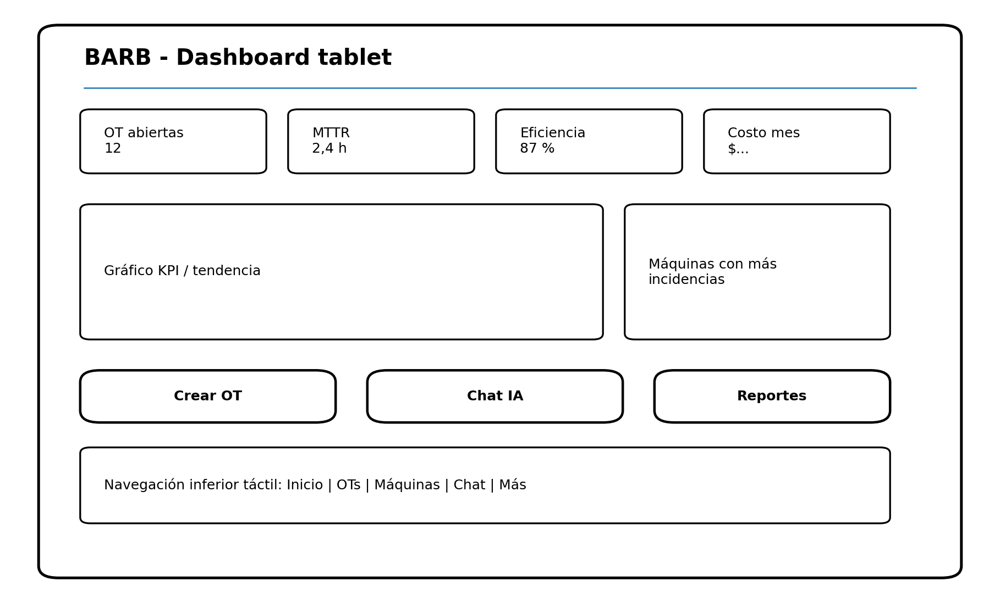 BARB - Dashboard tablet
OT abiertas
12
MTTR
2,4 h
Eficiencia
87 %
Costo mes
$...
Gráfico KPI / tendencia
Máquinas con más
incidencias
Crear OT
Chat IA
Reportes
Navegación inferior táctil: Inicio | OTs | Máquinas | Chat | Más